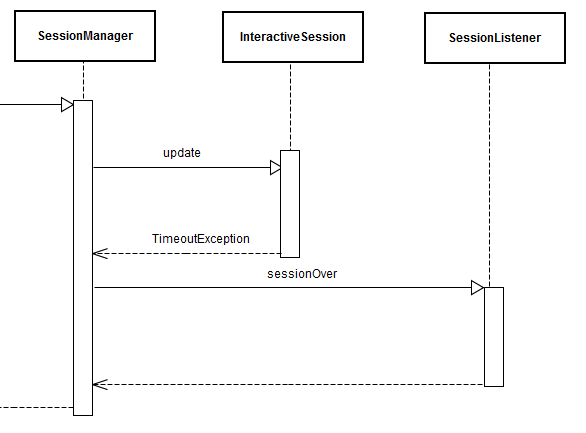 SessionManager
InteractiveSession
SessionListener
update
TimeoutException
sessionOver